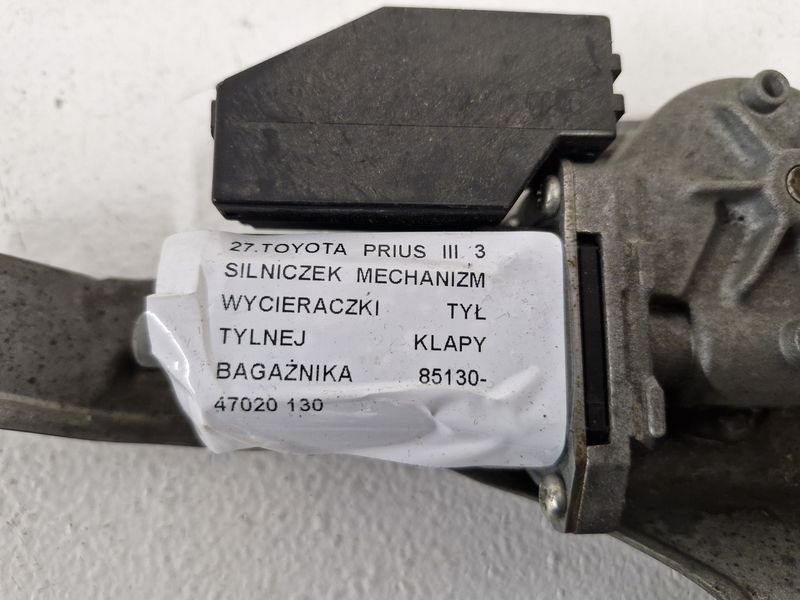 27.TOYOTA PRIUS III 3
SILNICZEK MECHANIZM
WYCIERACZKI TYŁ
TYLNEJ KLAPY
BAGAŻNIKA 85130-
47020 130